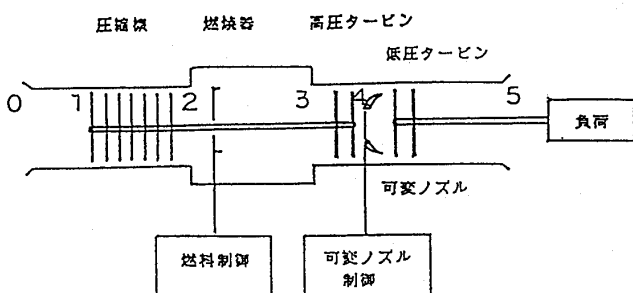 圧縮機 燃焼器 高圧タービン
低圧タービン
0 1 2 3 4 5
負荷
可変ノズル
燃料制御 可変ノズル
制御